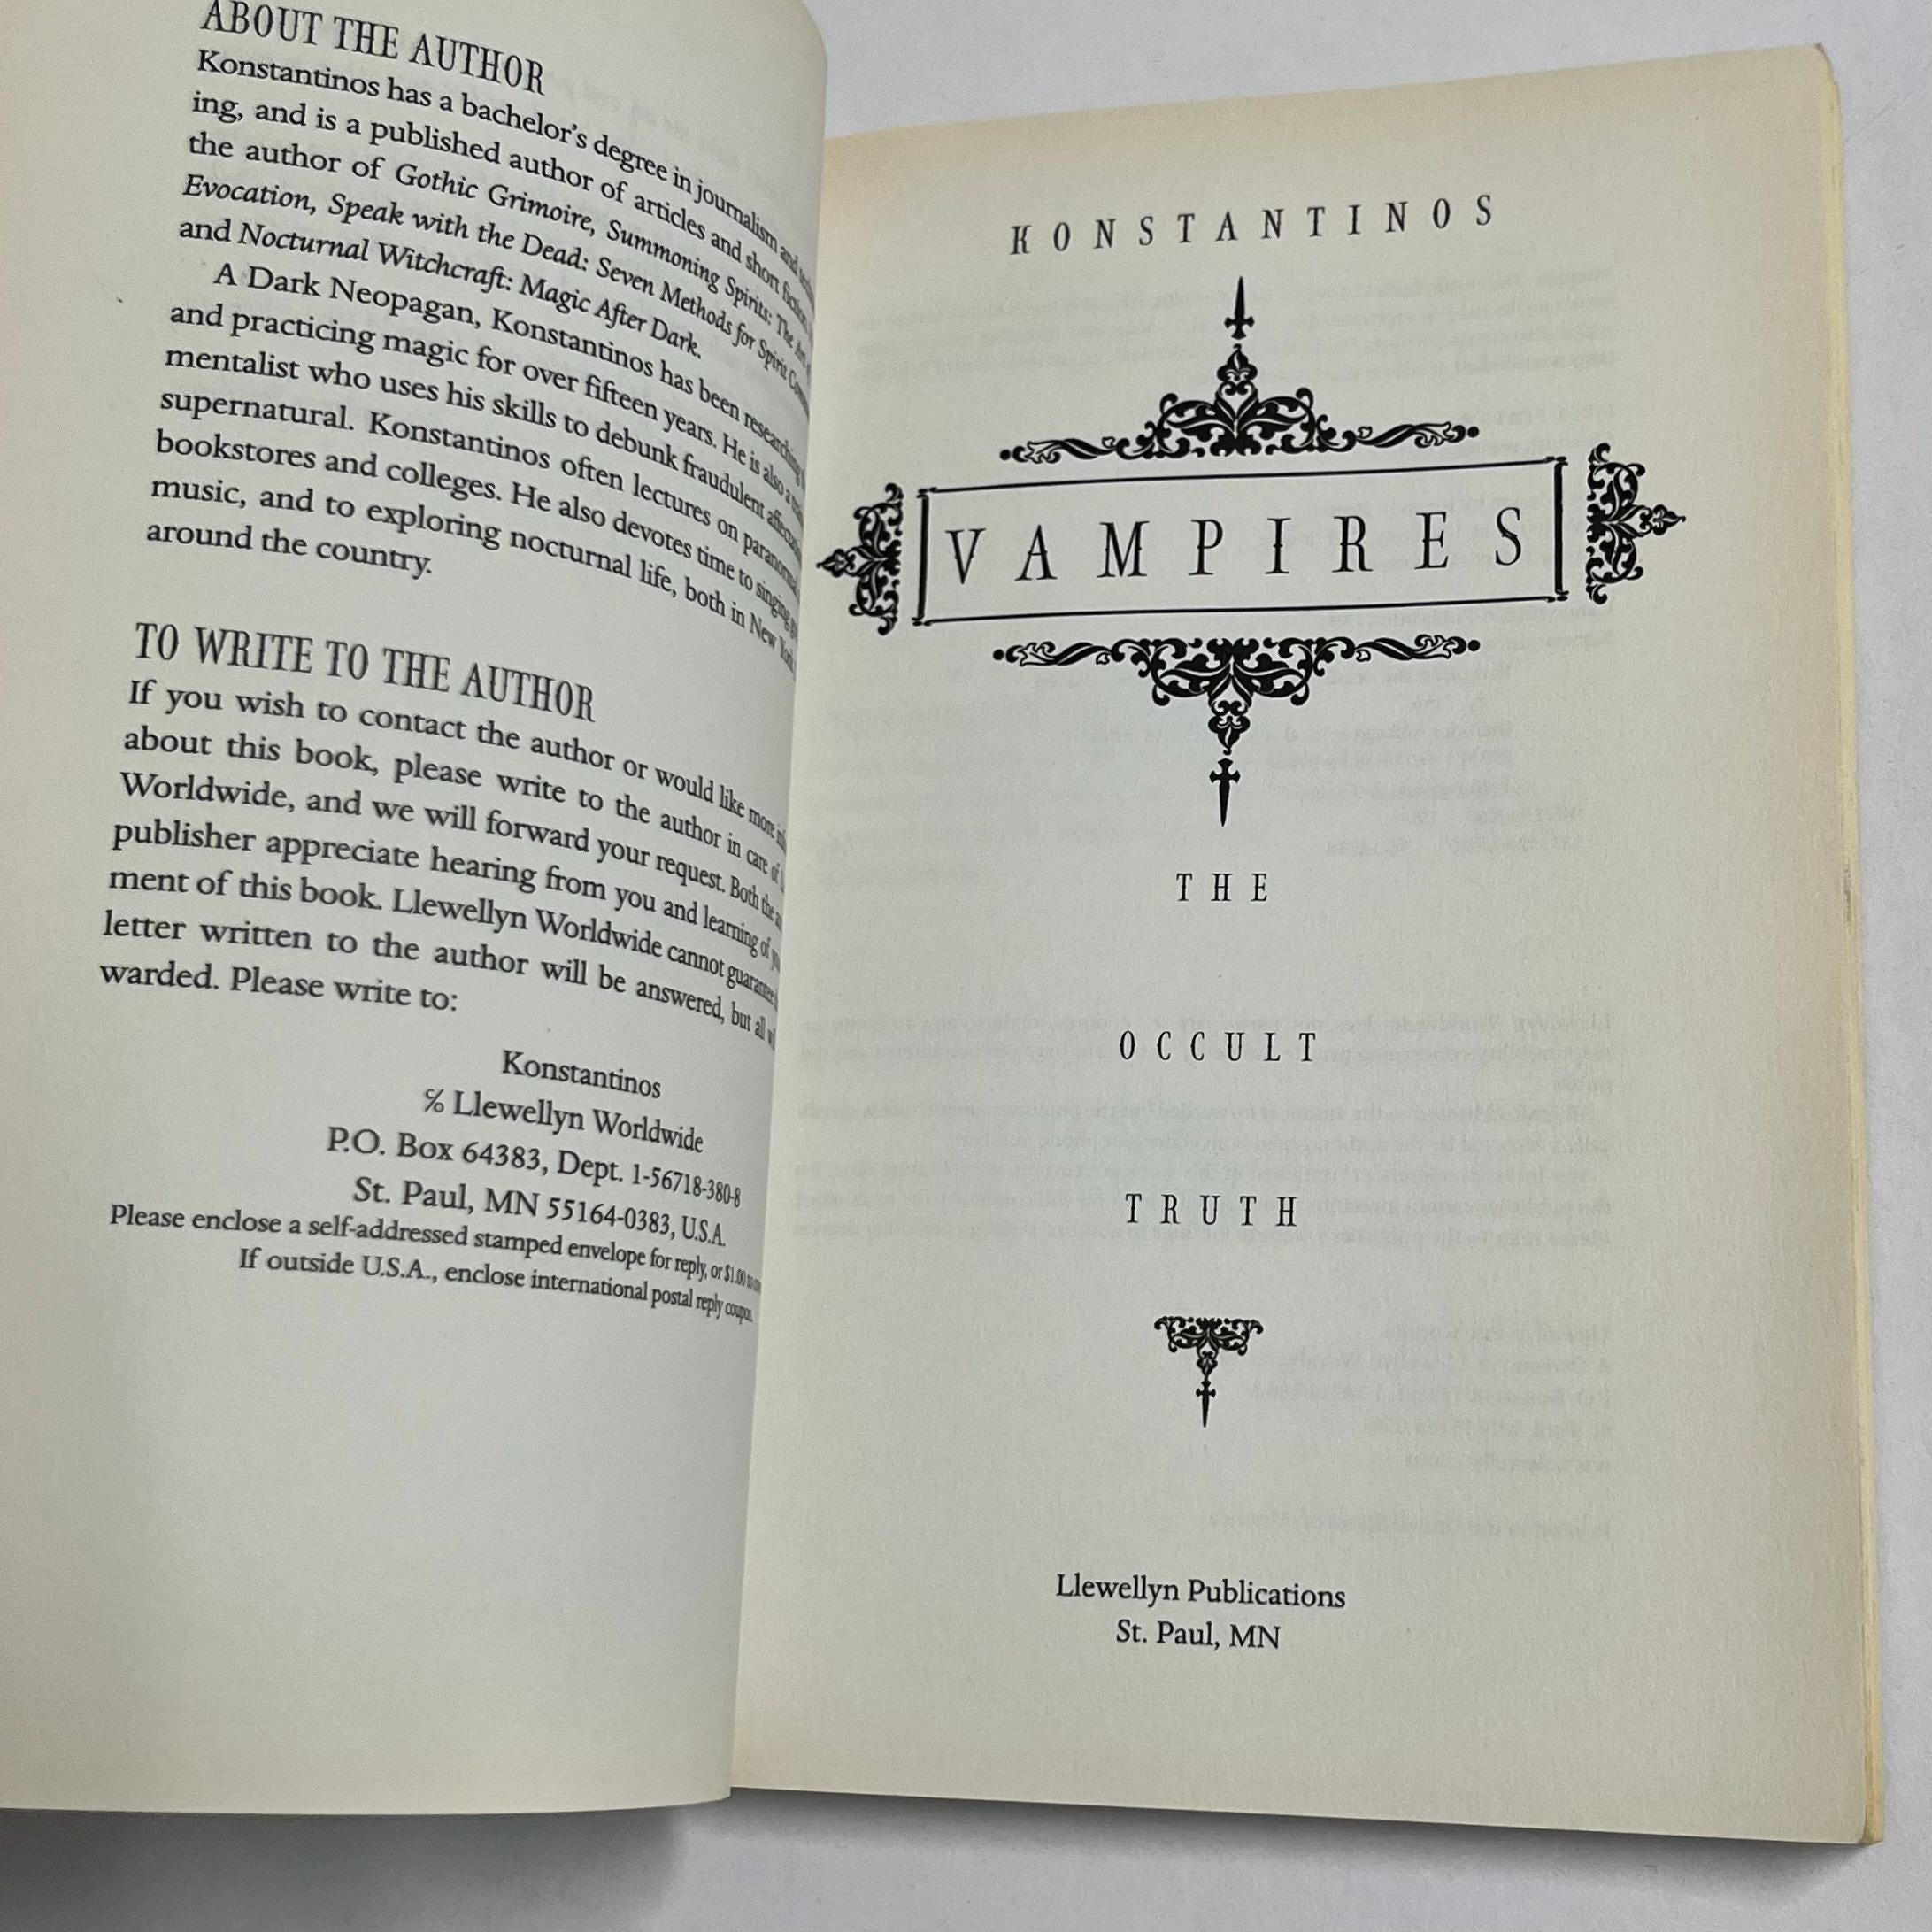 ABOUT THE AUTHOR
Konstantinos has a bachelor's degree in journalism and
ing, and is a published author of articles and short fiction.
the author of Gothic Grimoire, Summoning Spirits: The Art
Evocation, Speak with the Dead: Seven Methods for Spirit
and Nocturnal Witchcraft: Magic After Dark.
A Dark Neopagan, Konstantinos has been researching
and practicing magic for over fifteen years. He is also a
mentalist who uses his skills to debunk fraudulent
supernatural. Konstantinos often lectures on paranormal
bookstores and colleges. He also devotes time to singing
music, and to exploring nocturnal life, both in New York
around the country.
TO WRITE TO THE AUTHOR
If you wish to contact the author or would like more
about this book, please write to the author in care of
Worldwide, and we will forward your request. Both the
publisher appreciate hearing from you and learning of
ment of this book. Llewellyn Worldwide cannot guarantee
letter written to the author will be answered, but all
warded. Please write to:
Konstantinos
℅ Llewellyn Worldwide
P.O. Box 64383, Dept. 1-56718-380-8
St. Paul, MN 55164-0383, U.S.A.
Please enclose a self-addressed stamped envelope for reply, or $1.00 to
If outside U.S.A., enclose international postal reply coupon.
KONSTANTINOS
VAMPIRES
THE
OCCULT
TRUTH
Llewellyn Publications
St. Paul, MN